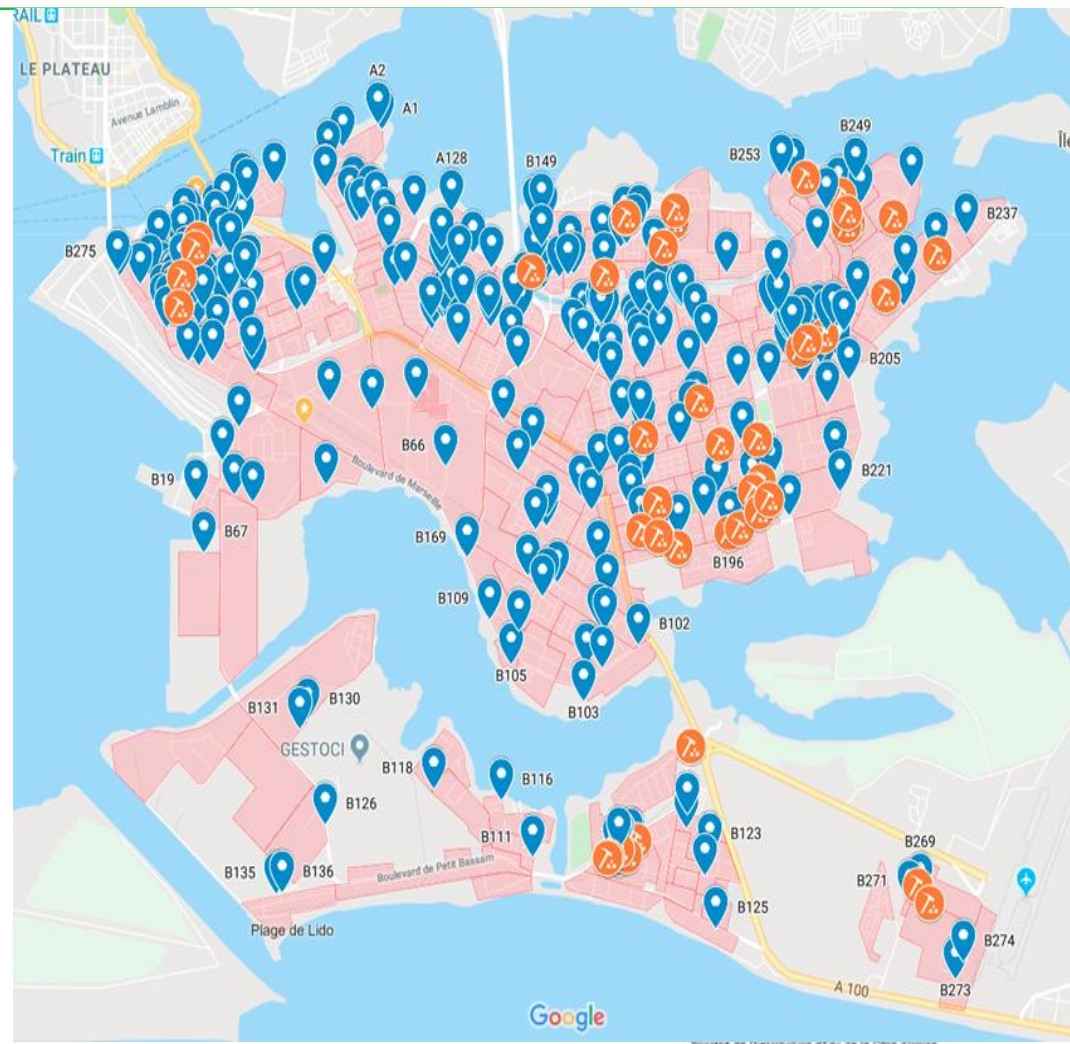 RAIL
LE PLATEAU
A2
A1
Avenue Lamblin
Train
A128
B149
B253
B249
Île
B237
B275
B205
B66
B19
Boulevard de Marseille
B221
B67
B169
B196
B109
B102
B105
B103
B130
B131
GESTOCI
B118
B116
B126
B111
B123
B269
B135
B136
Boulevard de Petit Bassam
B271
B125
Plage de Lido
B274
A 100
B273
Google